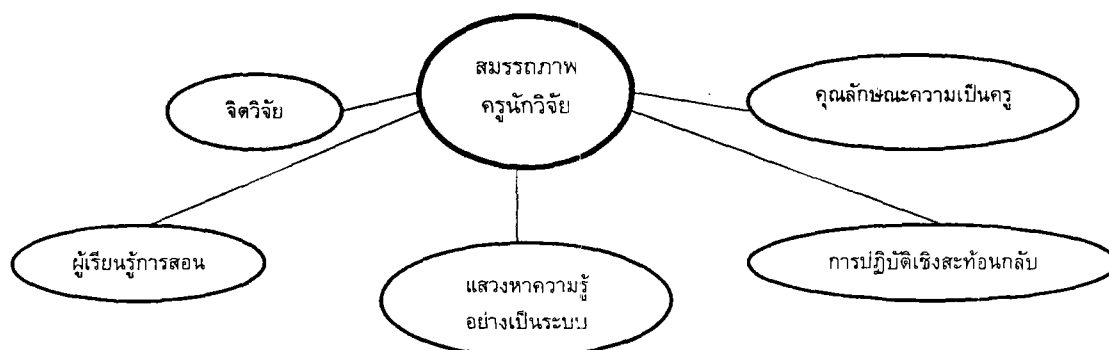 สมรรถภาพ
ครูนักวิจัย
จิตวิจัย
คุณลักษณะความเป็นครู
ผู้เรียนรู้การสอน
แสวงหาความรู้
อย่างเป็นระบบ
การปฏิบัติเชิงสะท้อนกลับ